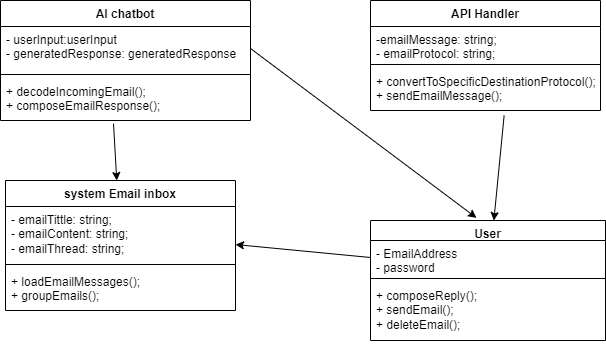 AI chatbot
- userInput:userInput
- generatedResponse: generatedResponse
+ decodeIncomingEmail();
+ composeEmailResponse();
API Handler
-emailMessage: string;
- emailProtocol: string;
+ convertToSpecificDestinationProtocol();
+ sendEmailMessage();
system Email inbox
- emailTittle: string;
- emailContent: string;
- emailThread: string;
+ loadEmailMessages();
+ groupEmails();
User
- EmailAddress
- password
+ composeReply();
+ sendEmail();
+ deleteEmail();